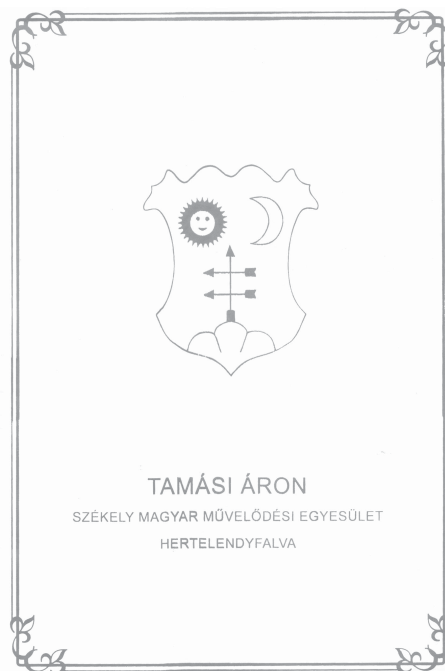 TAMÁSI ÁRON
SZÉKELY MAGYAR MŰVELŐDÉSI EGYESÜLET
HERTELENDYFALVA